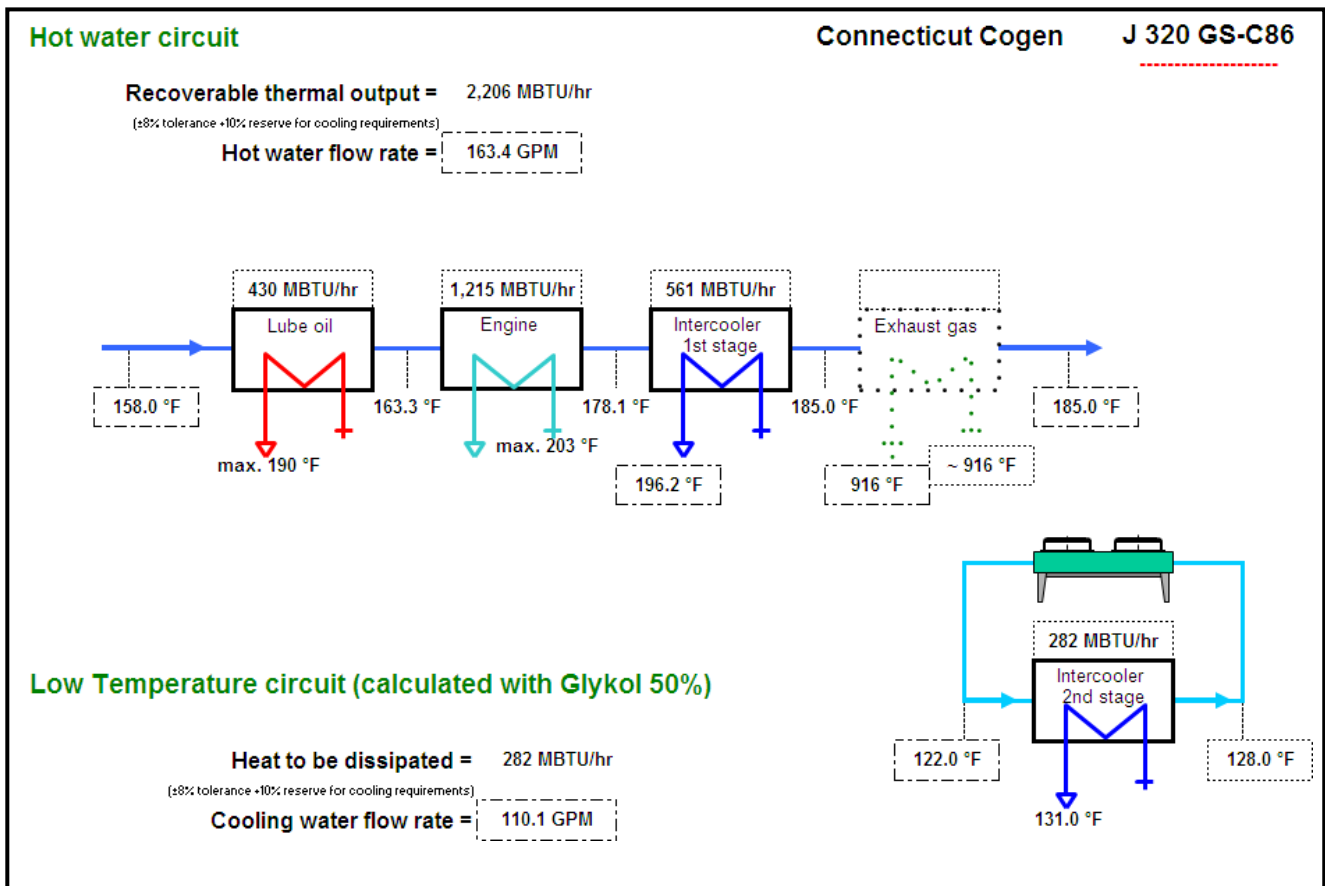 Hot water circuit
Connecticut Cogen
J 320 GS-C86
Recoverable thermal output = 2,206 MBTU/hr
(±8% tolerance +10% reserve for cooling requirements)
Hot water flow rate = 163.4 GPM
430 MBTU/hr
1,215 MBTU/hr
561 MBTU/hr
Lube oil
Engine
Intercooler
1st stage
Exhaust gas
158.0 °F
163.3 °F
178.1 °F
185.0 °F
185.0 °F
max. 190 °F
max. 203 °F
196.2 °F
916 °F
~ 916 °F
282 MBTU/hr
Intercooler
2nd stage
122.0 °F
128.0 °F
131.0 °F
Low Temperature circuit (calculated with Glykol 50%)
Heat to be dissipated = 282 MBTU/hr
(±8% tolerance +10% reserve for cooling requirements)
Cooling water flow rate = 110.1 GPM